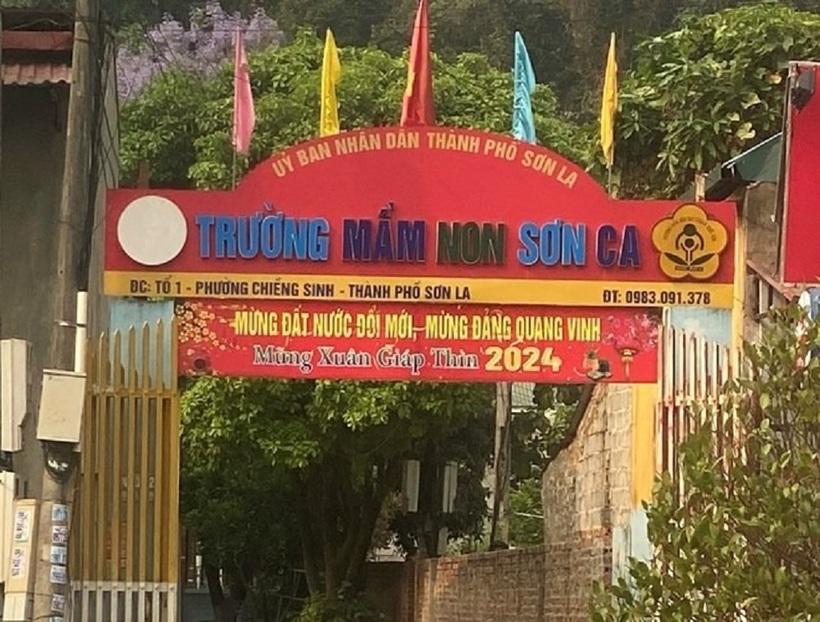 ỦY BAN NHÂN DÂN THÀNH PHỐ SƠN LA
TRƯỜNG MẦM NON SƠN CA
ĐC: TỔ 1 - PHƯỜNG CHIỀNG SINH - THÀNH PHỐ SƠN LA ĐT: 0983.091.378
MỪNG ĐẤT NƯỚC ĐỔI MỚI, MỪNG ĐẢNG QUANG VINH
Mừng Xuân Giáp Thìn 2024